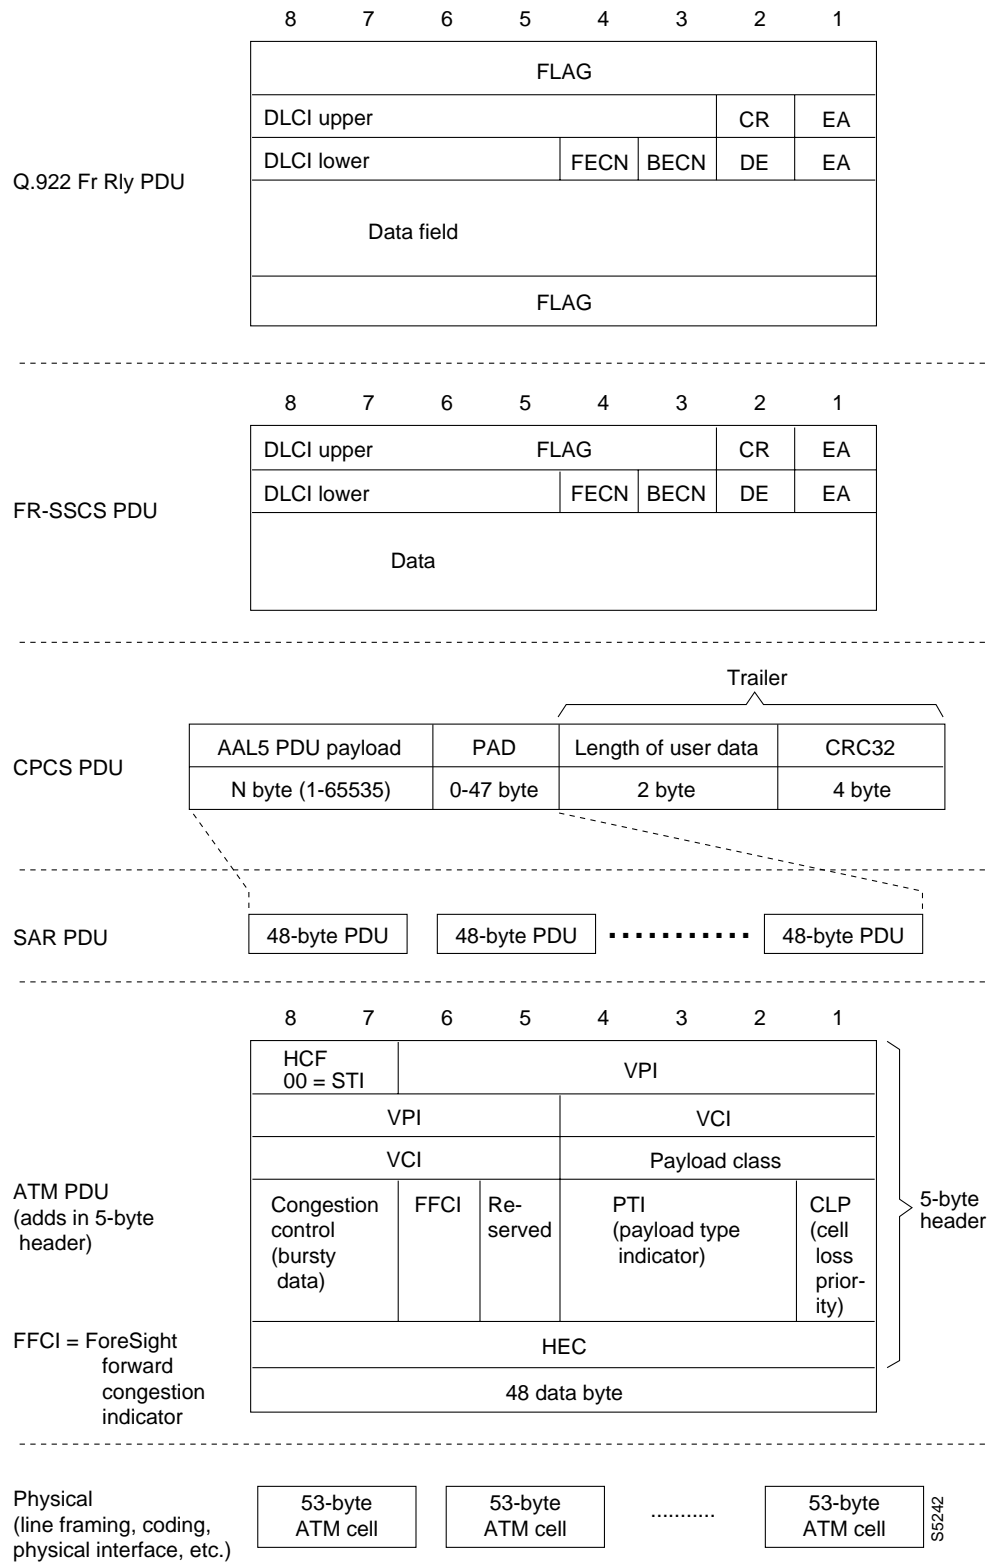 8 7 6 5 4 3 2 1
FLAG
DLCI upper CR EA
DLCI lower FECN BECN DE EA
Q.922 Fr Rly PDU
Data field
FLAG
8 7 6 5 4 3 2 1
DLCI upper FLAG CR EA
DLCI lower FECN BECN DE EA
FR-SSCS PDU
Data
Trailer
CPCS PDU
AAL5 PDU payload PAD Length of user data CRC32
N byte (1-65535) 0-47 byte 2 byte 4 byte
SAR PDU
48-byte PDU 48-byte PDU 48-byte PDU
8 7 6 5 4 3 2 1
HCF
00 = STI
VPI
VPI VCI
VCI Payload class
ATM PDU
(adds in 5-byte
header)
Congestion
control
(bursty
data)
FFCI
Re-
served
PTI
(payload type
indicator)
CLP
(cell
loss
prior-
ity)
5-byte
header
FFCI = ForeSight
forward
congestion
indicator
HEC
48 data byte
Physical
(line framing, coding,
physical interface, etc.)
53-byte
ATM cell
53-byte
ATM cell
...........
53-byte
ATM cell
S5242